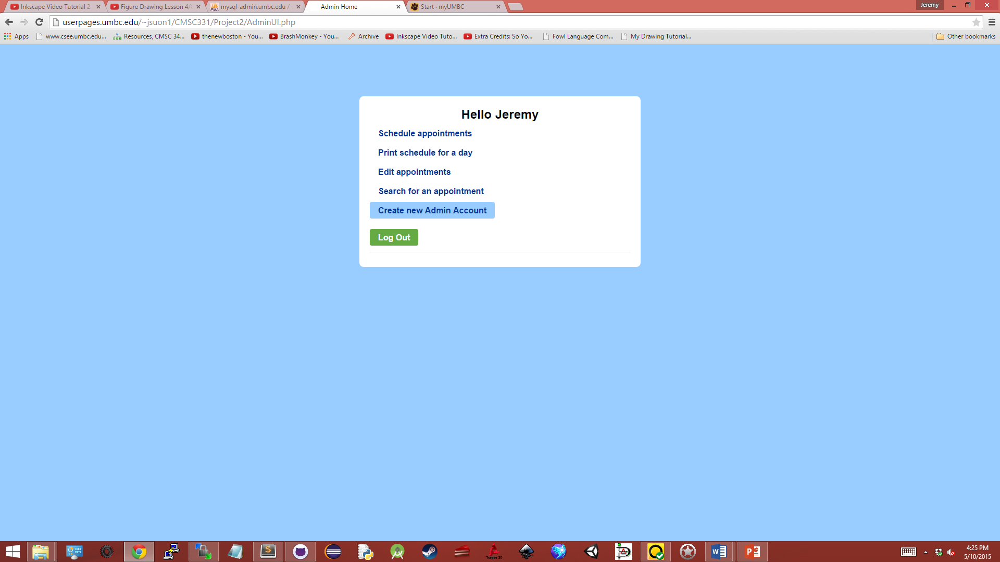 Inkscape Video Tutorial 2
Figure Drawing Lesson 4/
mysql-admin.umbc.edu /
Admin Home
Start · myUMBC
Jeremy
userpages.umbc.edu/~jsuon1/CMSC331/Project2/AdminUI.php
Apps
www.csee.umbc.edu...
Resources, CMSC 34...
thenewboston - You...
BrashMonkey - You...
Archive
Inkscape Video Tuto...
Extra Credits: So Yo...
Fowl Language Com...
My Drawing Tutorial...
Other bookmarks
Hello Jeremy
Schedule appointments
Print schedule for a day
Edit appointments
Search for an appointment
Create new Admin Account
Log Out
4:25 PM
5/10/2015